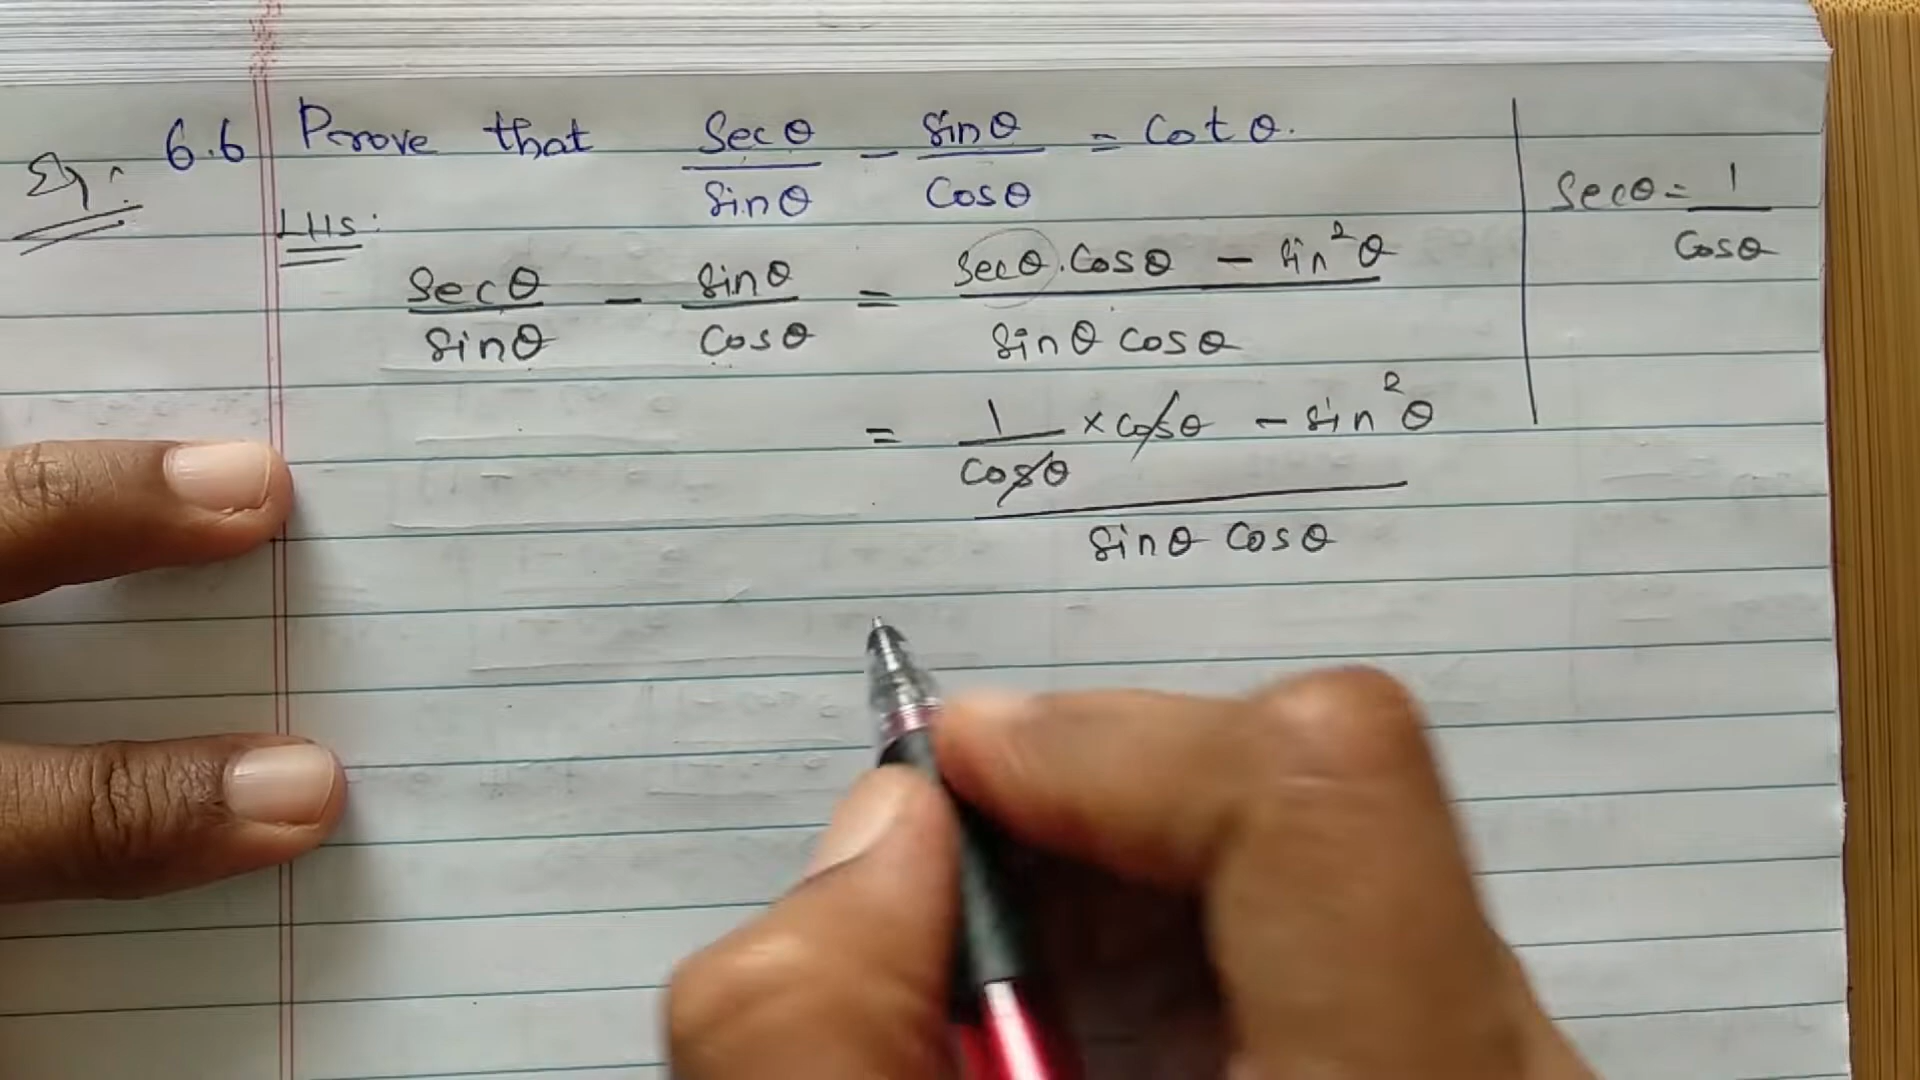 Eg: 6.6 Prove that secθ/sinθ - sinθ/cosθ = cotθ.
LHS:
secθ/sinθ - sinθ/cosθ = (secθ.cosθ - sin²θ)/(sinθ cosθ)
= (1/cosθ × cosθ - sin²θ)/(sinθ cosθ)
secθ = 1/cosθ